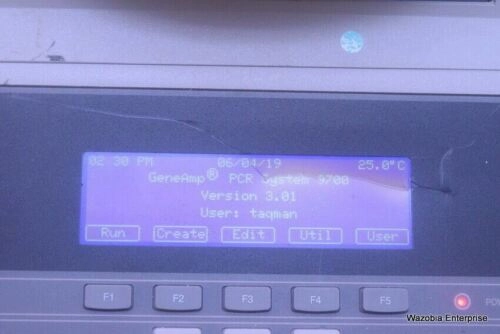 02:30 PM 06/04/19 25.0°C
GeneAmp® PCR System 9700
Version 3.01
User: taqman
Run Create Edit Util User
F1 F2 F3 F4 F5
Wazobia Enterprise